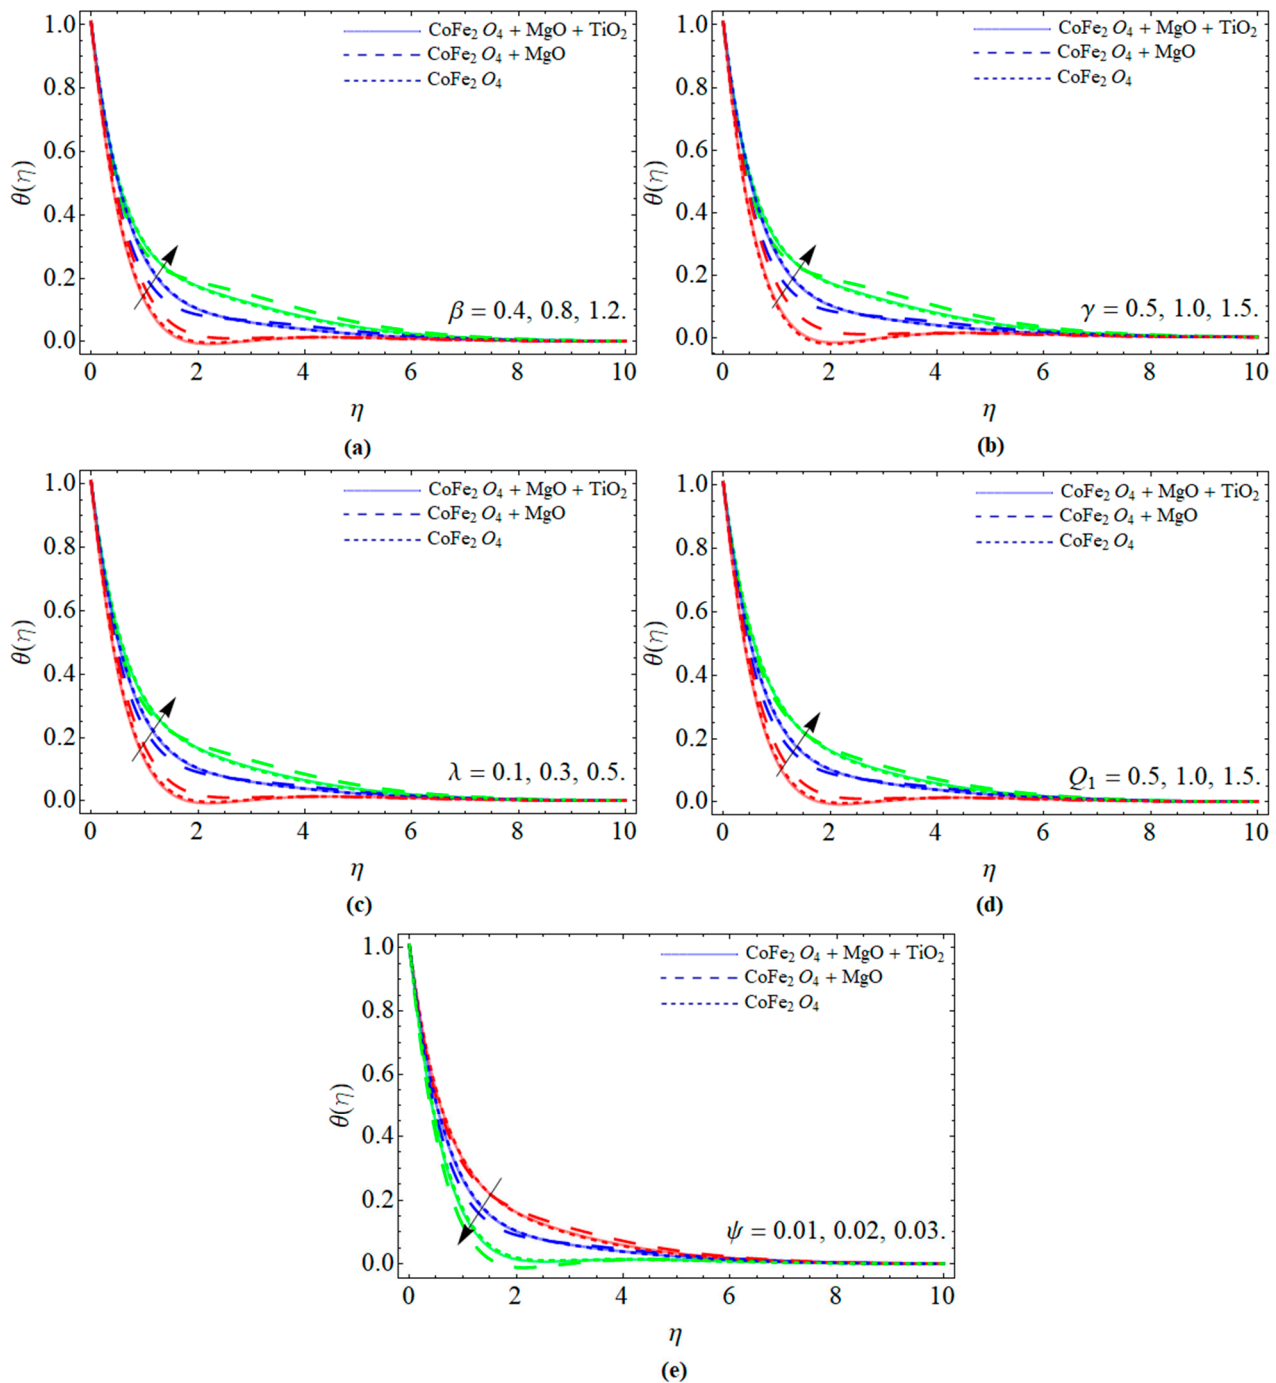 CoFe₂ O₄ + MgO + TiO₂
CoFe₂ O₄ + MgO
CoFe₂ O₄
1.0
0.8
0.6
0.4
0.2
0.0
θ(η)
β = 0.4, 0.8, 1.2.
0 2 4 6 8 10
η
(a)
CoFe₂ O₄ + MgO + TiO₂
CoFe₂ O₄ + MgO
CoFe₂ O₄
1.0
0.8
0.6
0.4
0.2
0.0
θ(η)
γ = 0.5, 1.0, 1.5.
0 2 4 6 8 10
η
(b)
CoFe₂ O₄ + MgO + TiO₂
CoFe₂ O₄ + MgO
CoFe₂ O₄
1.0
0.8
0.6
0.4
0.2
0.0
θ(η)
λ = 0.1, 0.3, 0.5.
0 2 4 6 8 10
η
(c)
CoFe₂ O₄ + MgO + TiO₂
CoFe₂ O₄ + MgO
CoFe₂ O₄
1.0
0.8
0.6
0.4
0.2
0.0
θ(η)
Q₁ = 0.5, 1.0, 1.5.
0 2 4 6 8 10
η
(d)
CoFe₂ O₄ + MgO + TiO₂
CoFe₂ O₄ + MgO
CoFe₂ O₄
1.0
0.8
0.6
0.4
0.2
0.0
θ(η)
ψ = 0.01, 0.02, 0.03.
0 2 4 6 8 10
η
(e)